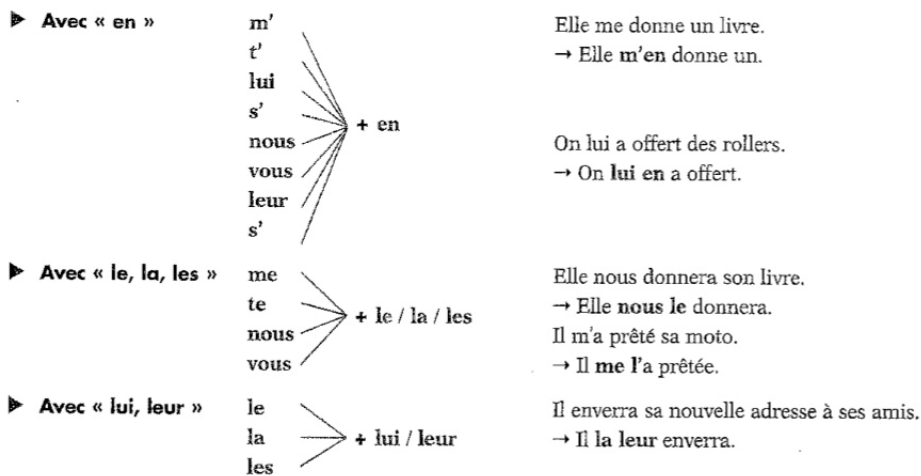 ▶ Avec « en » m' Elle me donne un livre.
t' → Elle m'en donne un.
lui
s' + en
nous On lui a offert des rollers.
vous → On lui en a offert.
leur
s'
▶ Avec « le, la, les » me Elle nous donnera son livre.
te + le / la / les → Elle nous le donnera.
nous Il m'a prêté sa moto.
vous → Il me l'a prêtée.
▶ Avec « lui, leur » le Il enverra sa nouvelle adresse à ses amis.
la + lui / leur → Il la leur enverra.
les